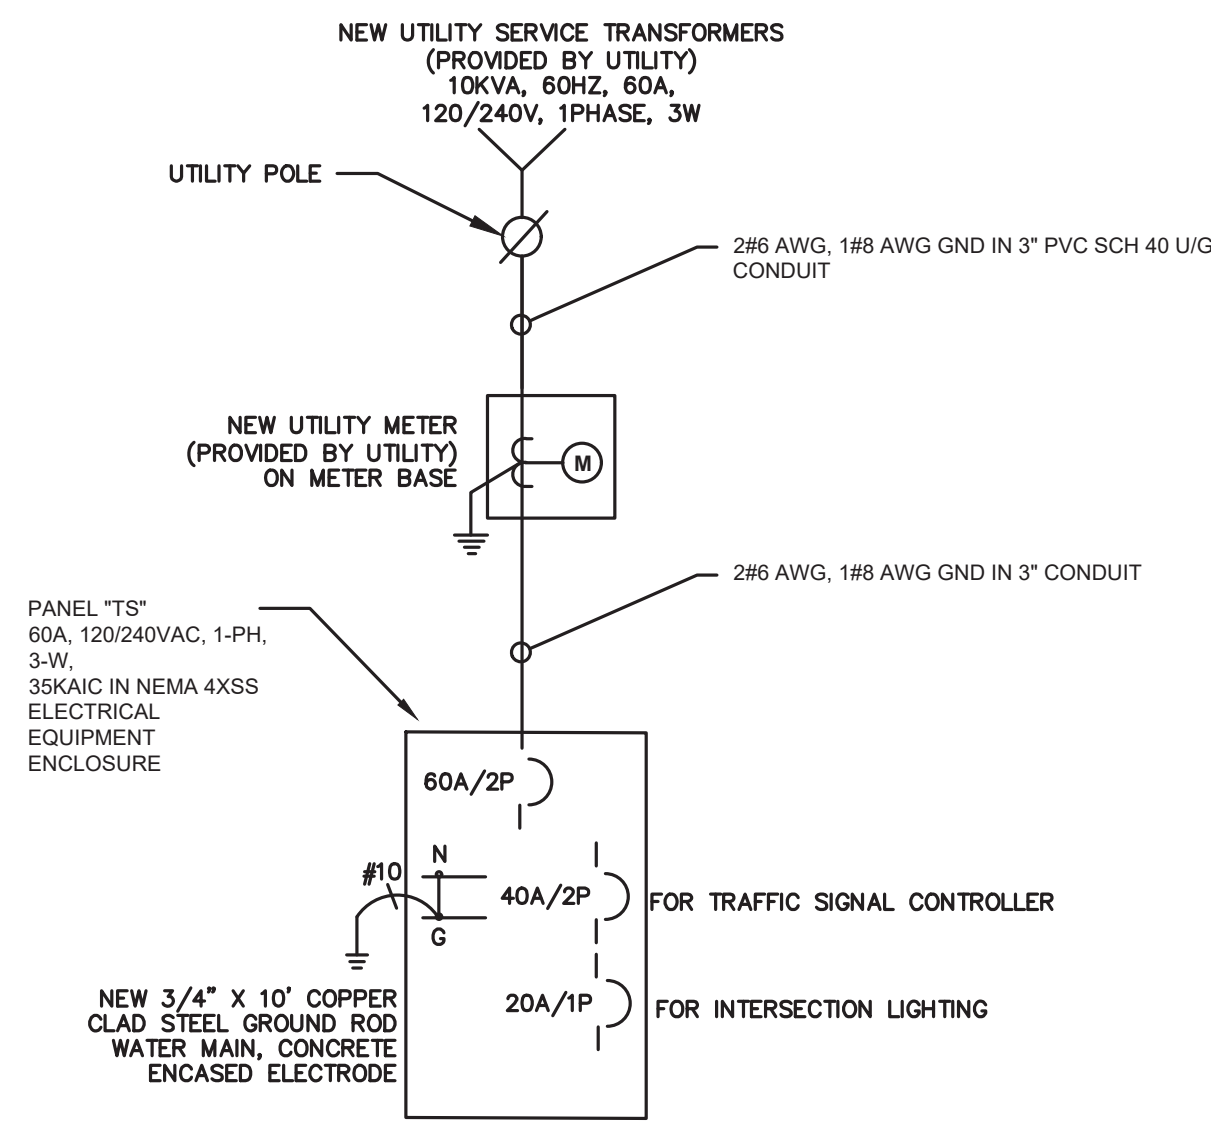 NEW UTILITY SERVICE TRANSFORMERS
(PROVIDED BY UTILITY)
10KVA, 60HZ, 60A,
120/240V, 1PHASE, 3W
UTILITY POLE
2#6 AWG, 1#8 AWG GND IN 3" PVC SCH 40 U/G
CONDUIT
NEW UTILITY METER
(PROVIDED BY UTILITY)
ON METER BASE
M
2#6 AWG, 1#8 AWG GND IN 3" CONDUIT
PANEL "TS"
60A, 120/240VAC, 1-PH,
3-W,
35KAIC IN NEMA 4XSS
ELECTRICAL
EQUIPMENT
ENCLOSURE
60A/2P
N
#10
40A/2P
FOR TRAFFIC SIGNAL CONTROLLER
G
20A/1P
FOR INTERSECTION LIGHTING
NEW 3/4" X 10' COPPER
CLAD STEEL GROUND ROD
WATER MAIN, CONCRETE
ENCASED ELECTRODE